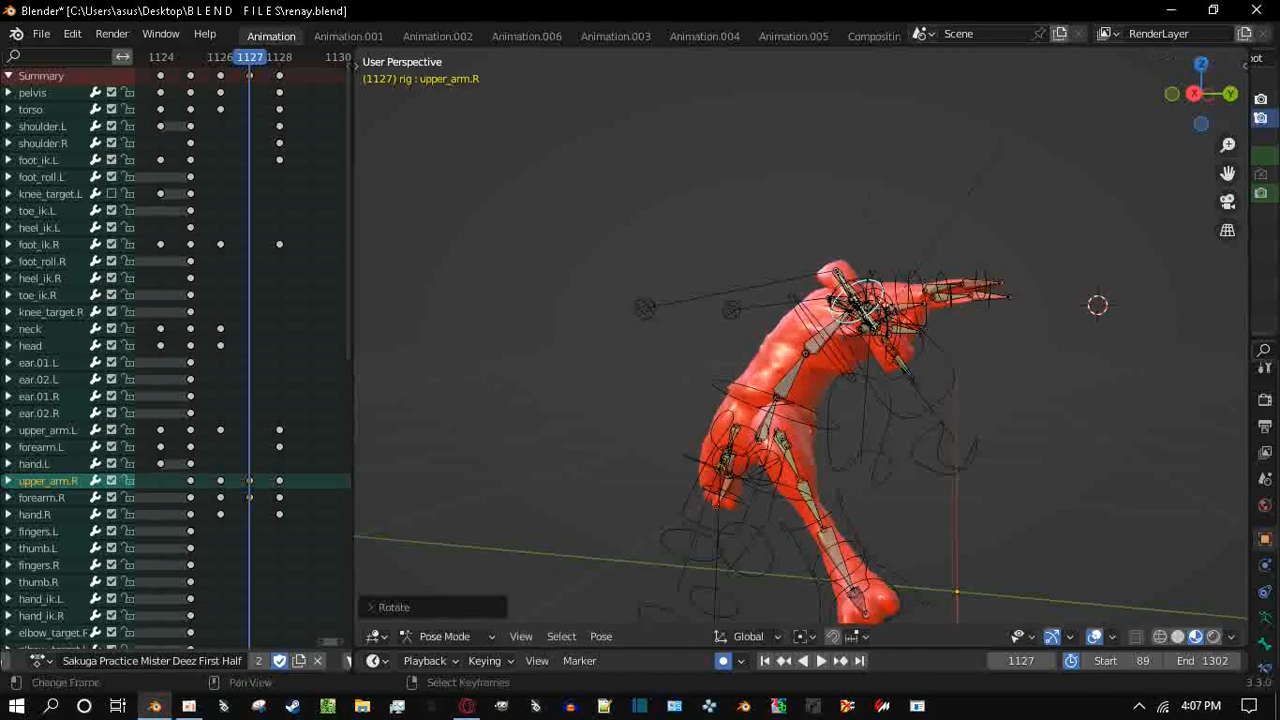 Blender* [C:\Users\asus\Desktop\B L E N D F I L E S\renay.blend]
File Edit Render Window Help Animation Animation.001 Animation.002 Animation.006 Animation.003 Animation.004 Animation.005 Compositin Scene RenderLayer
1124 1126 1127 1128 1130
User Perspective
(1127) rig : upper_arm.R
Summary
pelvis
torso
shoulder.L
shoulder.R
foot_ik.L
foot_roll.L
knee_target.L
toe_ik.L
heel_ik.L
foot_ik.R
foot_roll.R
heel_ik.R
toe_ik.R
knee_target.R
neck
head
ear.01.L
ear.02.L
ear.01.R
ear.02.R
upper_arm.L
forearm.L
hand.L
upper_arm.R
forearm.R
hand.R
fingers.L
thumb.L
fingers.R
thumb.R
hand_ik.L
hand_ik.R
elbow_target.L
X Y Z
oot
Rotate
Pose Mode View Select Pose Global
Sakuga Practice Mister Deez First Half 2 Playback Keying View Marker 1127 Start 89 End 1302
Change Frame Pan View Select Keyframes 3.3.0
4:07 PM